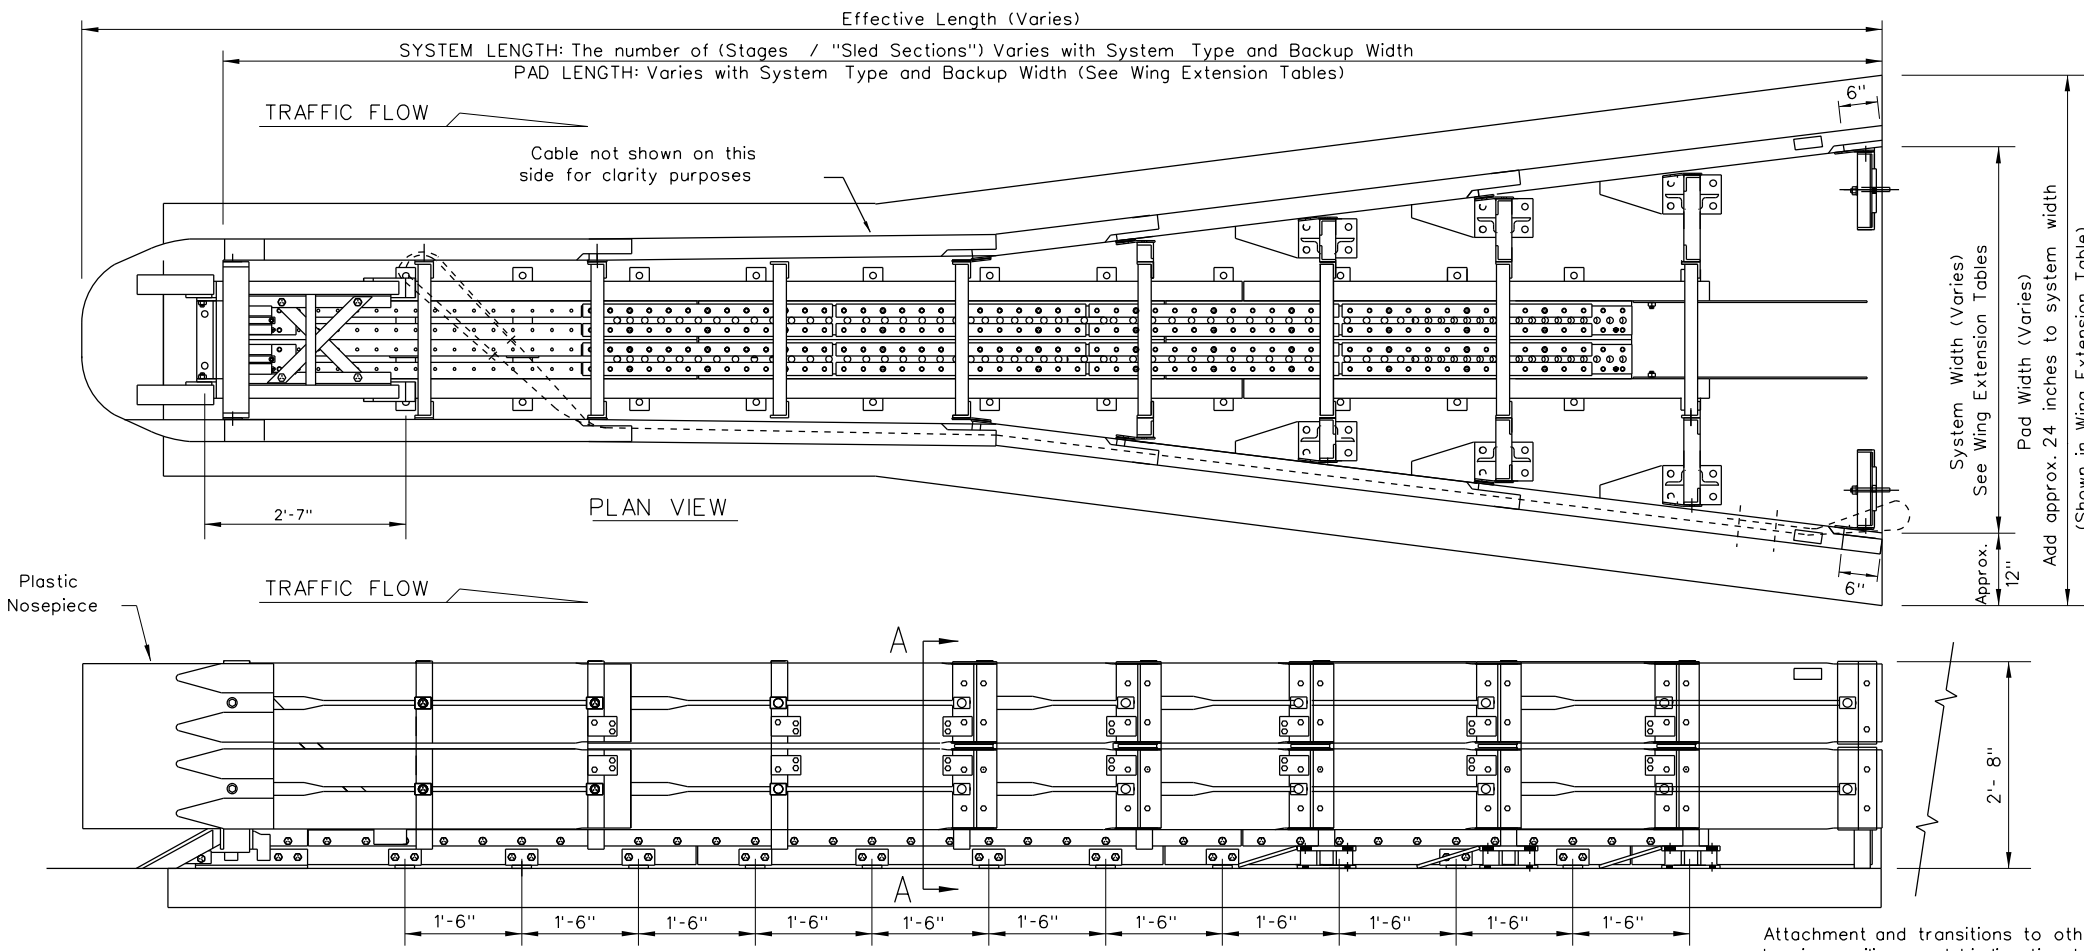 Effective Length (Varies)
SYSTEM LENGTH: The number of (Stages / "Sled Sections") Varies with System Type and Backup Width
PAD LENGTH: Varies with System Type and Backup Width (See Wing Extension Tables)
TRAFFIC FLOW
6"
Cable not shown on this
side for clarity purposes
System Width (Varies)
See Wing Extension Tables
Pad Width (Varies)
Add approx. 24 inches to system width
(Shown in Wing Extension Table)
2'-7"
PLAN VIEW
Approx.
12"
6"
Plastic
Nosepiece
TRAFFIC FLOW
A
2'- 8"
A
1'-6" 1'-6" 1'-6" 1'-6" 1'-6" 1'-6" 1'-6" 1'-6" 1'-6" 1'-6" 1'-6"
Attachment and transitions to oth